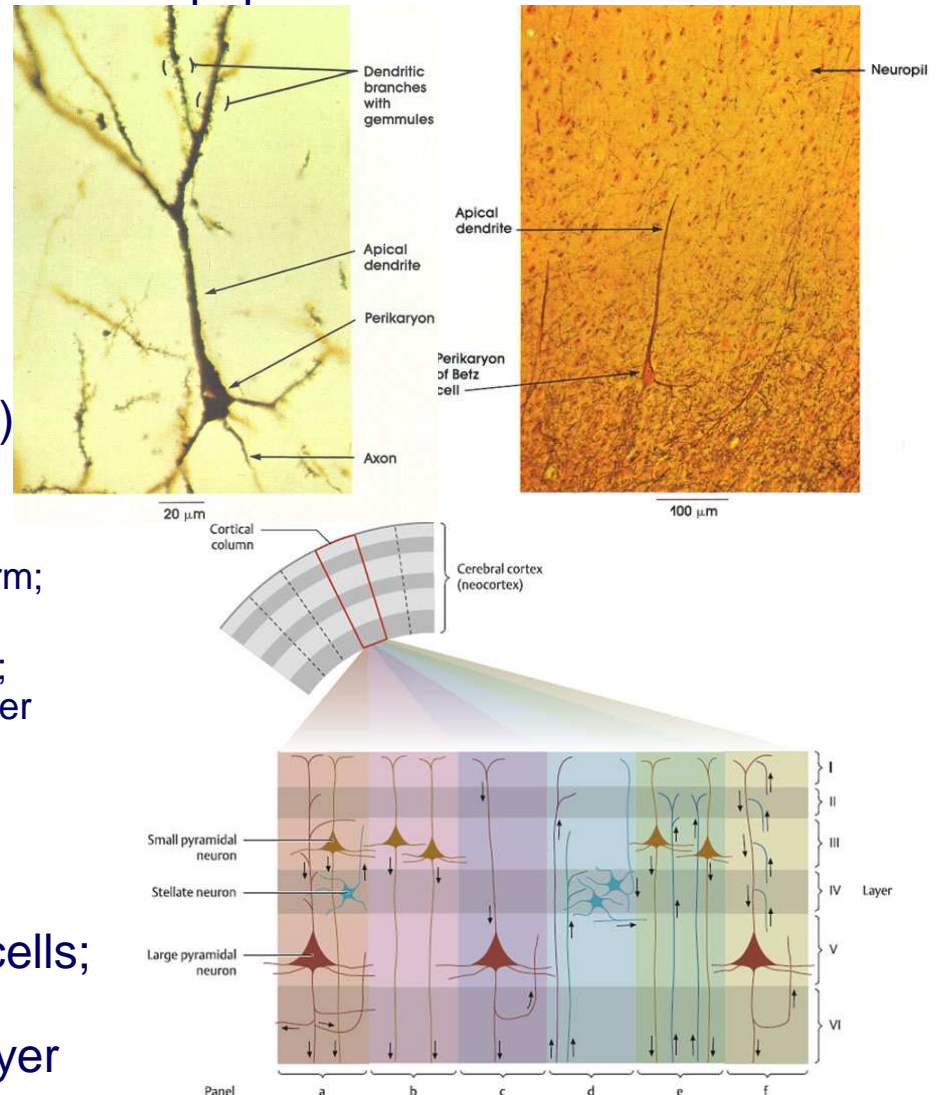 Dendritic
branches
with
gemmules
Apical
dendrite
Perikaryon
Axon
20 μm
Neuropil
Apical
dendrite
Perikaryon
of Betz
cell
100 μm
)
rm;
;
er
cells;
yer
Cortical
column
Cerebral cortex
(neocortex)
Small pyramidal
neuron
Stellate neuron
Large pyramidal
neuron
I
II
III
IV
V
VI
Layer
Panel a b c d e f